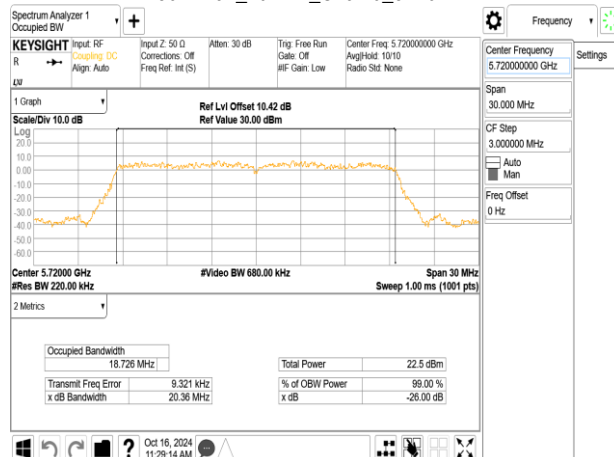 Spectrum Analyzer 1
Occupied BW
+
KEYSIGHT
R
Input: RF
Coupling: DC
Align: Auto
Input Z: 50 Ω
Corrections: Off
Freq Ref: Int (S)
Atten: 30 dB
Trig: Free Run
Gate: Off
#IF Gain: Low
Center Freq: 5.720000000 GHz
Avg|Hold: 10/10
Radio Std: None
LXI
1 Graph
Scale/Div 10.0 dB
Ref Lvl Offset 10.42 dB
Ref Value 30.00 dBm
Log
20.0
10.0
0.00
-10.0
-20.0
-30.0
-40.0
-50.0
-60.0
Center 5.72000 GHz
#Res BW 220.00 kHz
#Video BW 680.00 kHz
Span 30 MHz
Sweep 1.00 ms (1001 pts)
2 Metrics
Occupied Bandwidth
18.726 MHz
Transmit Freq Error 9.321 kHz
x dB Bandwidth 20.36 MHz
Total Power 22.5 dBm
% of OBW Power 99.00 %
x dB -26.00 dB
?
Oct 16, 2024
11:29:14 AM
Frequency
Settings
Center Frequency
5.720000000 GHz
Span
30.000 MHz
CF Step
3.000000 MHz
Auto
Man
Freq Offset
0 Hz